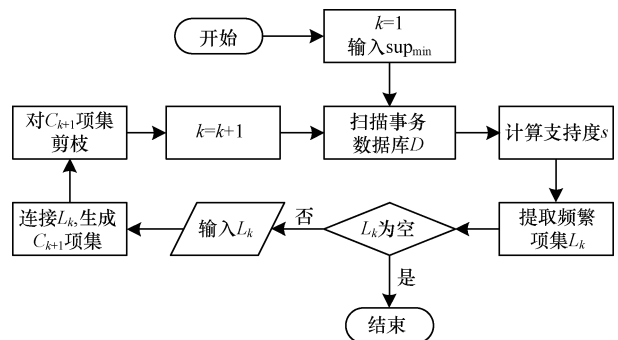 开始
k=1
输入supmin
对Ck+1项集
剪枝
k=k+1
扫描事务
数据库D
计算支持度s
连接Lk,生成
Ck+1项集
输入Lk
否
Lk为空
提取频繁
项集Lk
是
结束